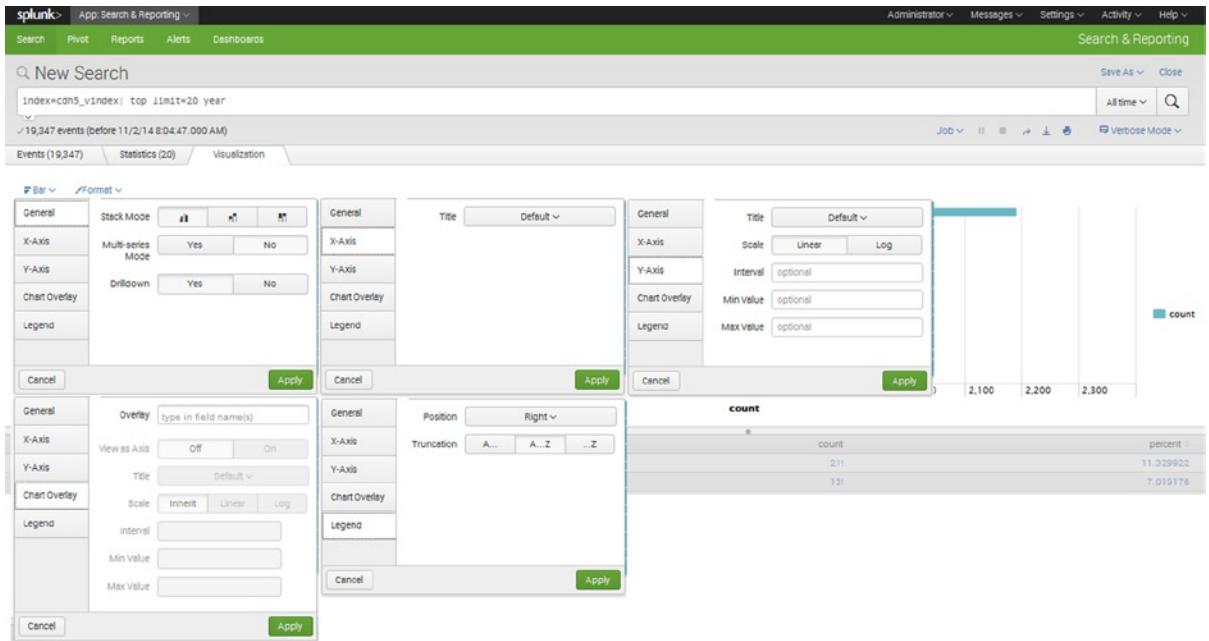 splunk> App: Search & Reporting Administrator Messages Settings Activity Help
Search Pivot Reports Alerts Dashboards Search & Reporting
New Search Save As Close
index=cdh5_vindex| top limit=20 year All time
19,347 events (before 11/2/14 8:04:47.000 AM) Job Verbose Mode
Events (19,347) Statistics (20) Visualization
Bar Format
General
X-Axis
Y-Axis
Chart Overlay
Legend
Stack Mode
Multi-series Mode Yes No
Drilldown Yes No
Cancel Apply
General
X-Axis
Y-Axis
Chart Overlay
Legend
Title Default
Cancel Apply
General
X-Axis
Y-Axis
Chart Overlay
Legend
Title Default
Scale Linear Log
Interval optional
Min Value optional
Max Value optional
Cancel Apply
count
2,100 2,200 2,300
count
General
X-Axis
Y-Axis
Chart Overlay
Legend
Overlay type in field name(s)
View as Axis Off On
Title Default
Scale Inherit Linear Log
Interval
Min Value
Max Value
Cancel Apply
General
X-Axis
Y-Axis
Chart Overlay
Legend
Position Right
Truncation A... A...Z ...Z
Cancel Apply
count percent
11.329922
7.019176